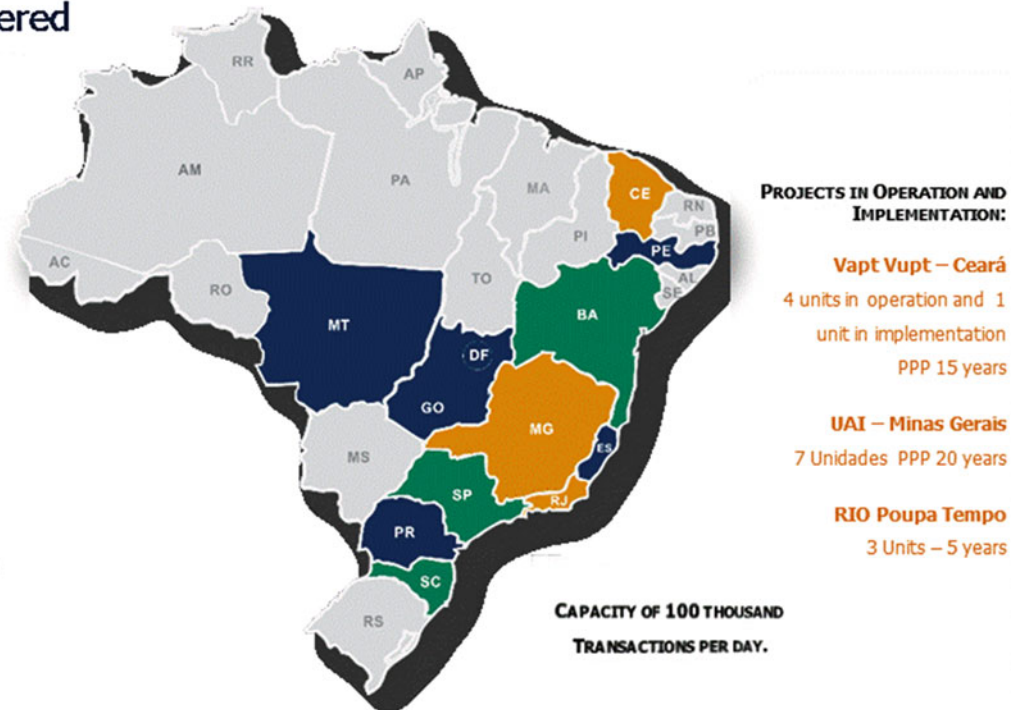 ered
RR
AP
AM
PA
MA
CE
RN
PI
PB
PE
AC
TO
AL
RO
SE
BA
MT
DF
GO
MG
MS
ES
SP
RJ
PR
SC
RS
PROJECTS IN OPERATION AND
IMPLEMENTATION:
Vapt Vupt – Ceará
4 units in operation and 1
unit in implementation
PPP 15 years
UAI – Minas Gerais
7 Unidades PPP 20 years
RIO Poupa Tempo
3 Units – 5 years
CAPACITY OF 100 THOUSAND
TRANSACTIONS PER DAY.